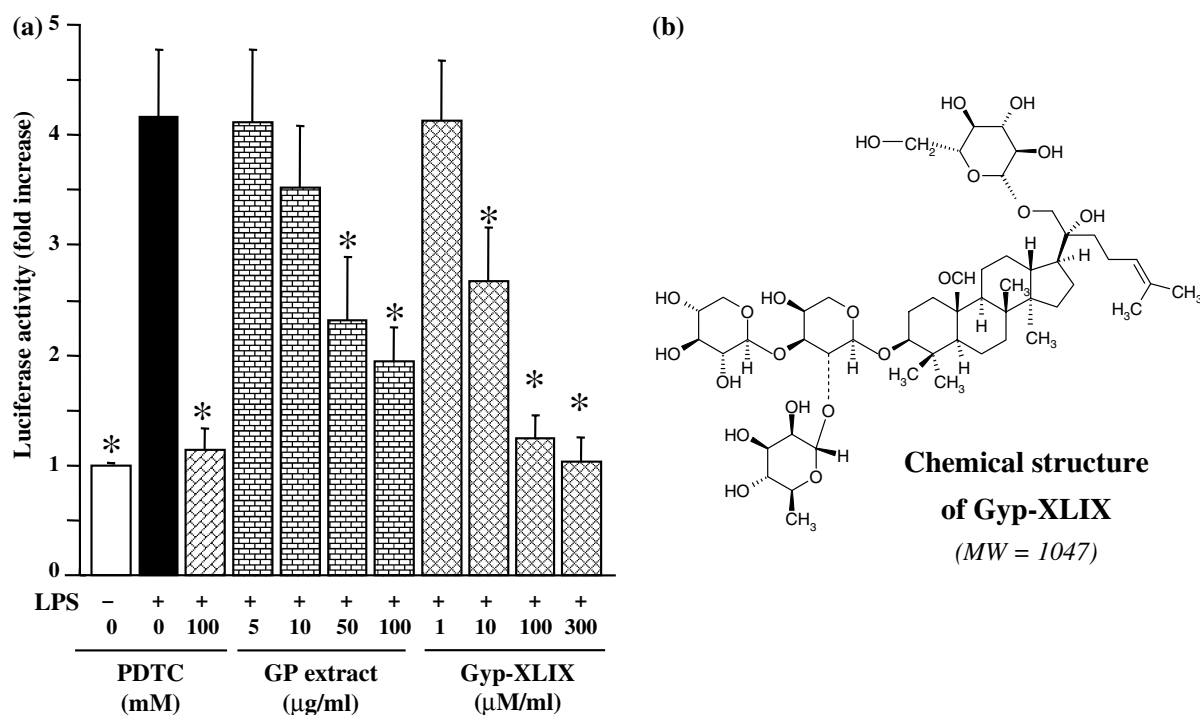 (a)
Luciferase activity (fold increase)
5
4
3
2
1
0
LPS − + + + + + + + + + +
0 0 100 5 10 50 100 1 10 100 300
PDTC GP extract Gyp-XLIX
(mM) (µg/ml) (µM/ml)
* * * * * * *
(b)
HO OH
HO CH2 OH
O
O
OH
OCH H CH3
CH3
HO O HO O
HO O H O H O H CH3
OH H3C CH3 H
HO OH O
HO H
HO O
CH3
Chemical structure
of Gyp-XLIX
(MW = 1047)